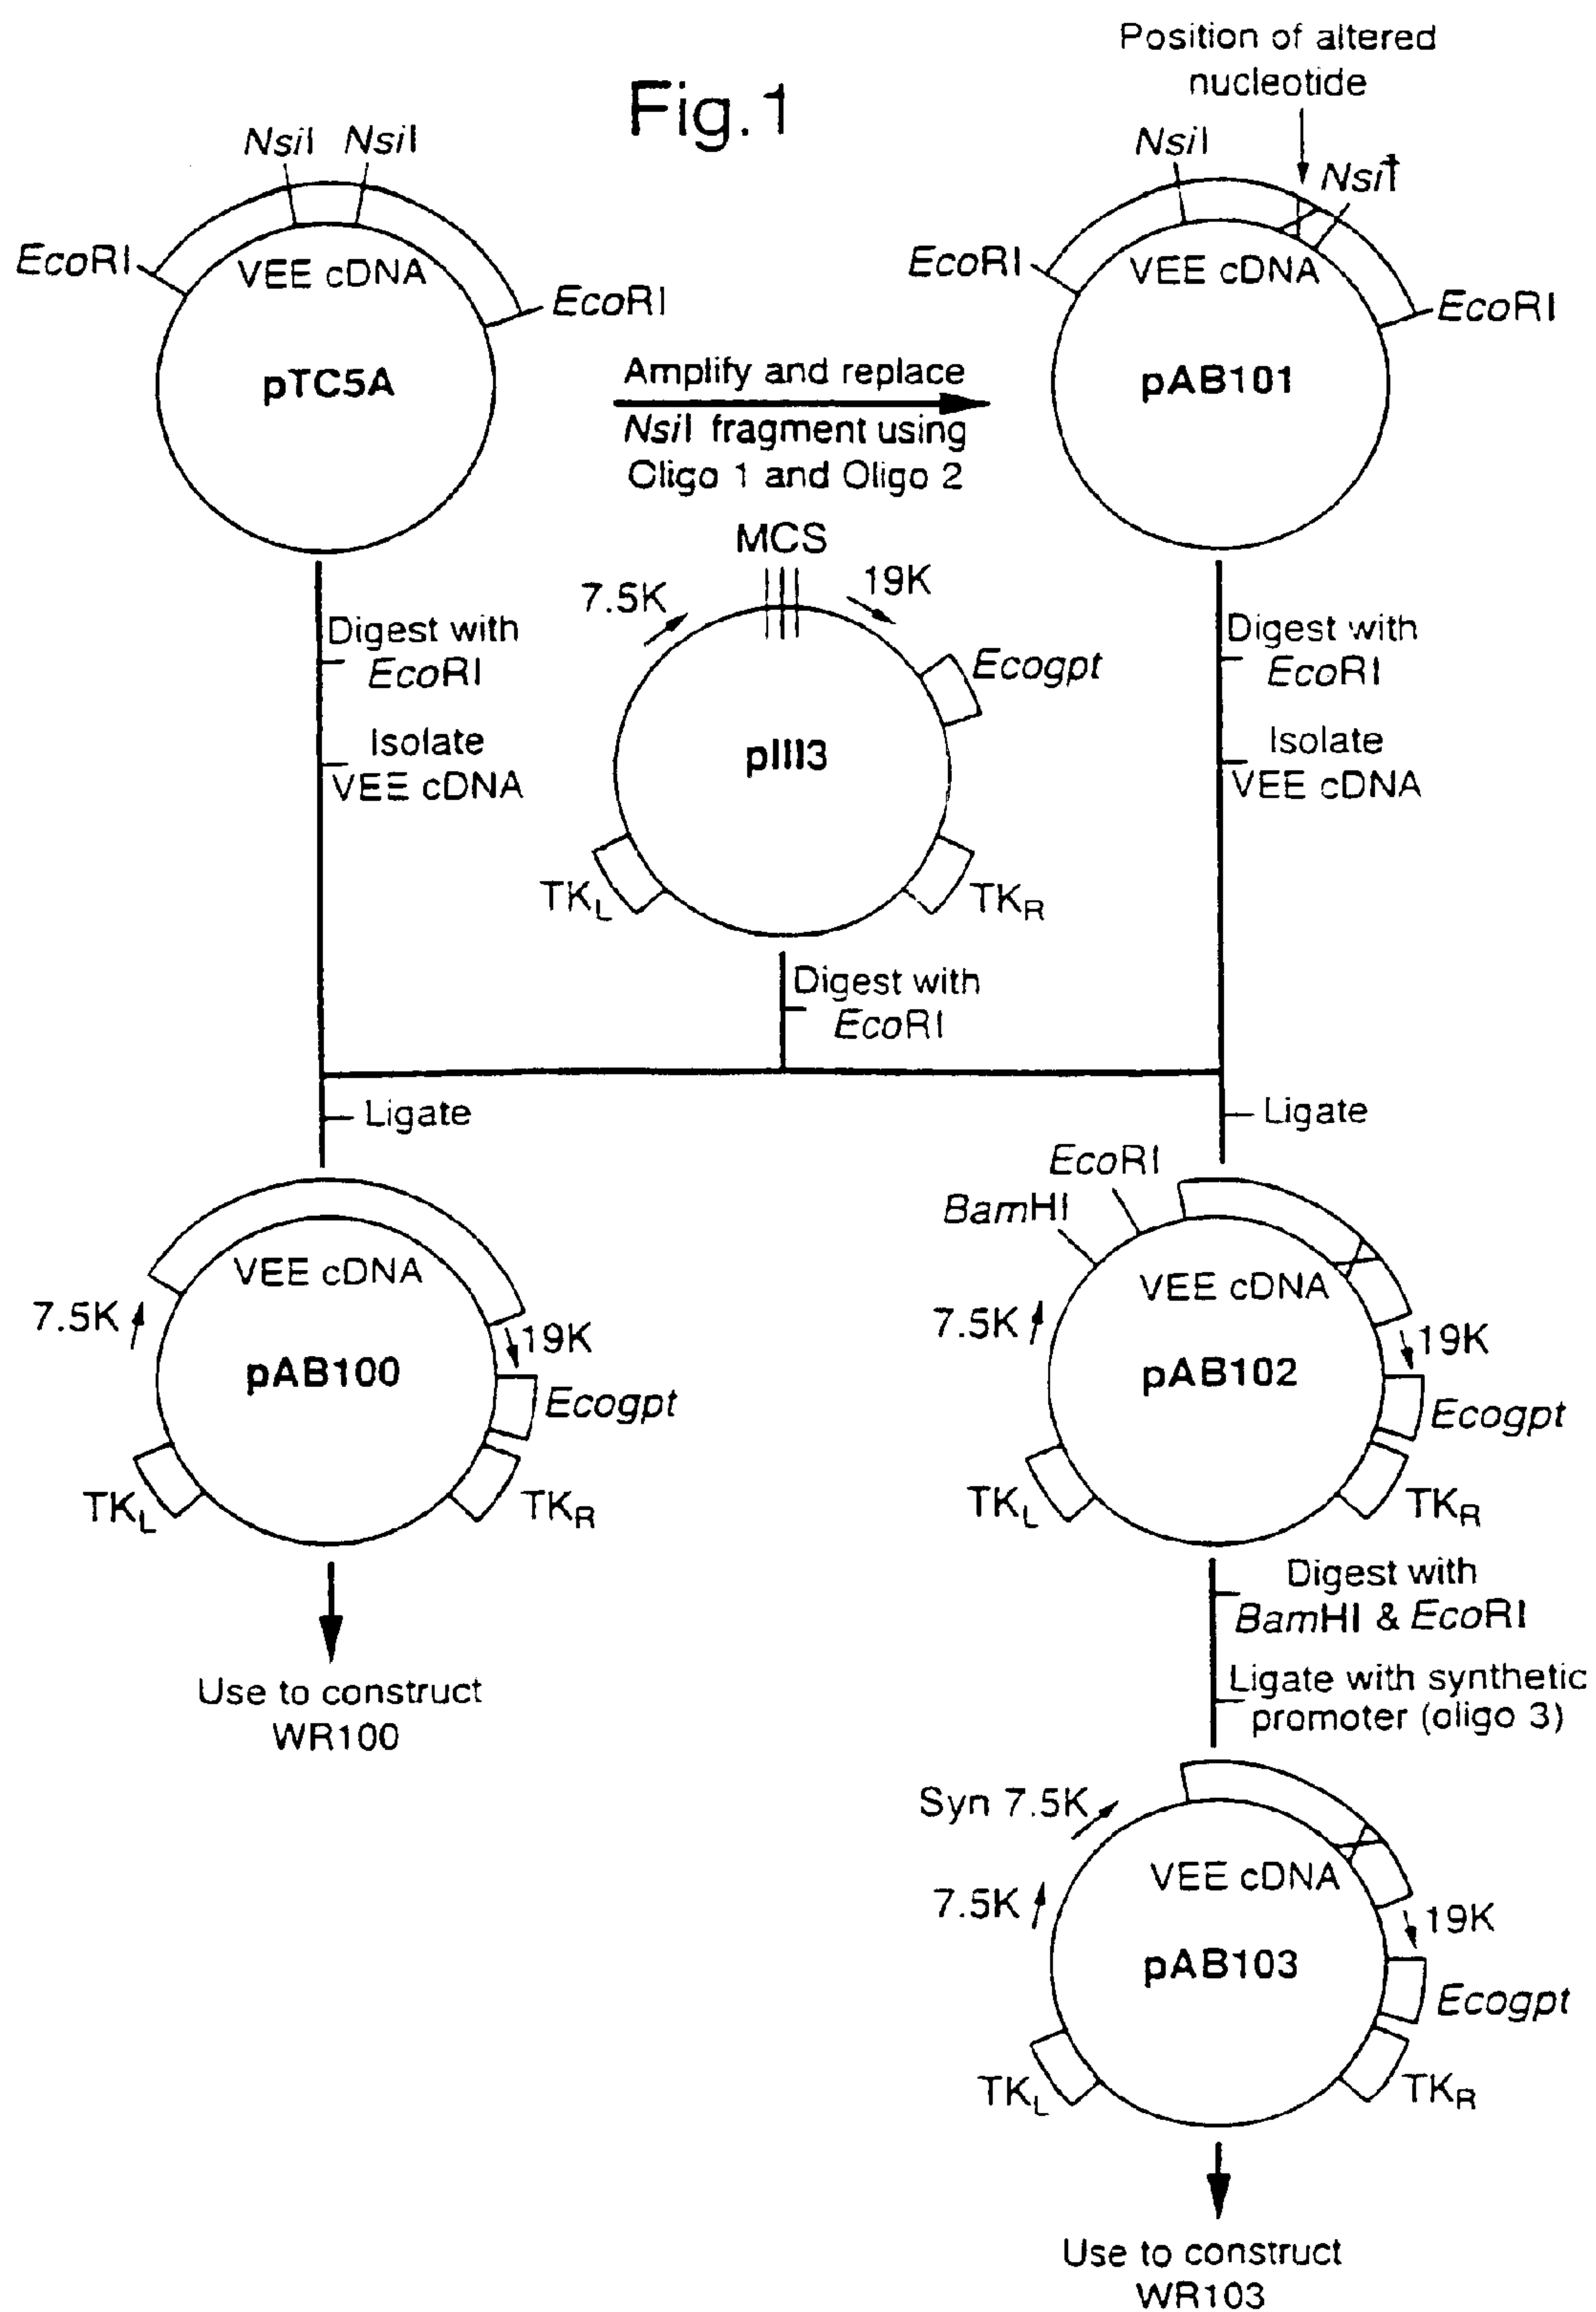 Position of altered
nucleotide
Fig.1
NsiI NsiI
EcoRI
VEE cDNA
EcoRI
pTC5A
NsiI
NsiI
EcoRI
VEE cDNA
EcoRI
pAB101
Amplify and replace
NsiI fragment using
Oligo 1 and Oligo 2
MCS
7.5K
19K
Ecogpt
pIII3
TKL
TKR
Digest with
EcoRI
Isolate
VEE cDNA
Digest with
EcoRI
Isolate
VEE cDNA
Digest with
EcoRI
Ligate
Ligate
VEE cDNA
7.5K
19K
pAB100
Ecogpt
TKL
TKR
Use to construct
WR100
EcoRI
BamHI
VEE cDNA
7.5K
19K
pAB102
Ecogpt
TKL
TKR
Digest with
BamHI & EcoRI
Ligate with synthetic
promoter (oligo 3)
Syn 7.5K
VEE cDNA
7.5K
19K
pAB103
Ecogpt
TKL
TKR
Use to construct
WR103